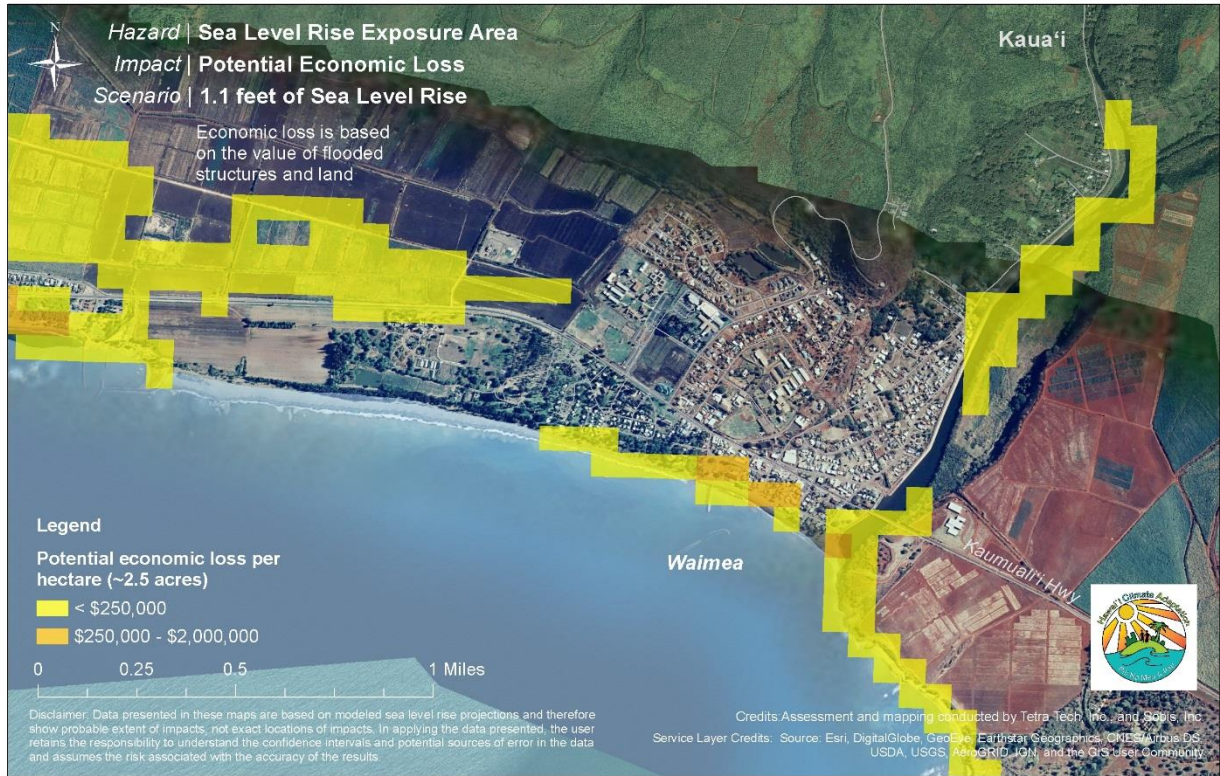 N
Hazard | Sea Level Rise Exposure Area
Impact | Potential Economic Loss
Scenario | 1.1 feet of Sea Level Rise
Economic loss is based
on the value of flooded
structures and land
Kaua‘i
Waimea
Kaumuali‘i Hwy
Legend
Potential economic loss per
hectare (~2.5 acres)
< $250,000
$250,000 - $2,000,000
0 0.25 0.5 1 Miles
Hawai‘i Climate Adaptation
Disclaimer: Data presented in these maps are based on modeled sea level rise projections and therefore
show probable extent of impacts, not exact locations of impacts. In applying the data presented, the user
retains the responsibility to understand the confidence intervals and potential sources of error in the data
and assumes the risk associated with the accuracy of the results
Credits:Assessment and mapping conducted by Tetra Tech, Inc., and Sobis, Inc.
Service Layer Credits: Source: Esri, DigitalGlobe, GeoEye, Earthstar Geographics, CNES/Airbus DS,
USDA, USGS, AeroGRID, IGN, and the GIS User Community